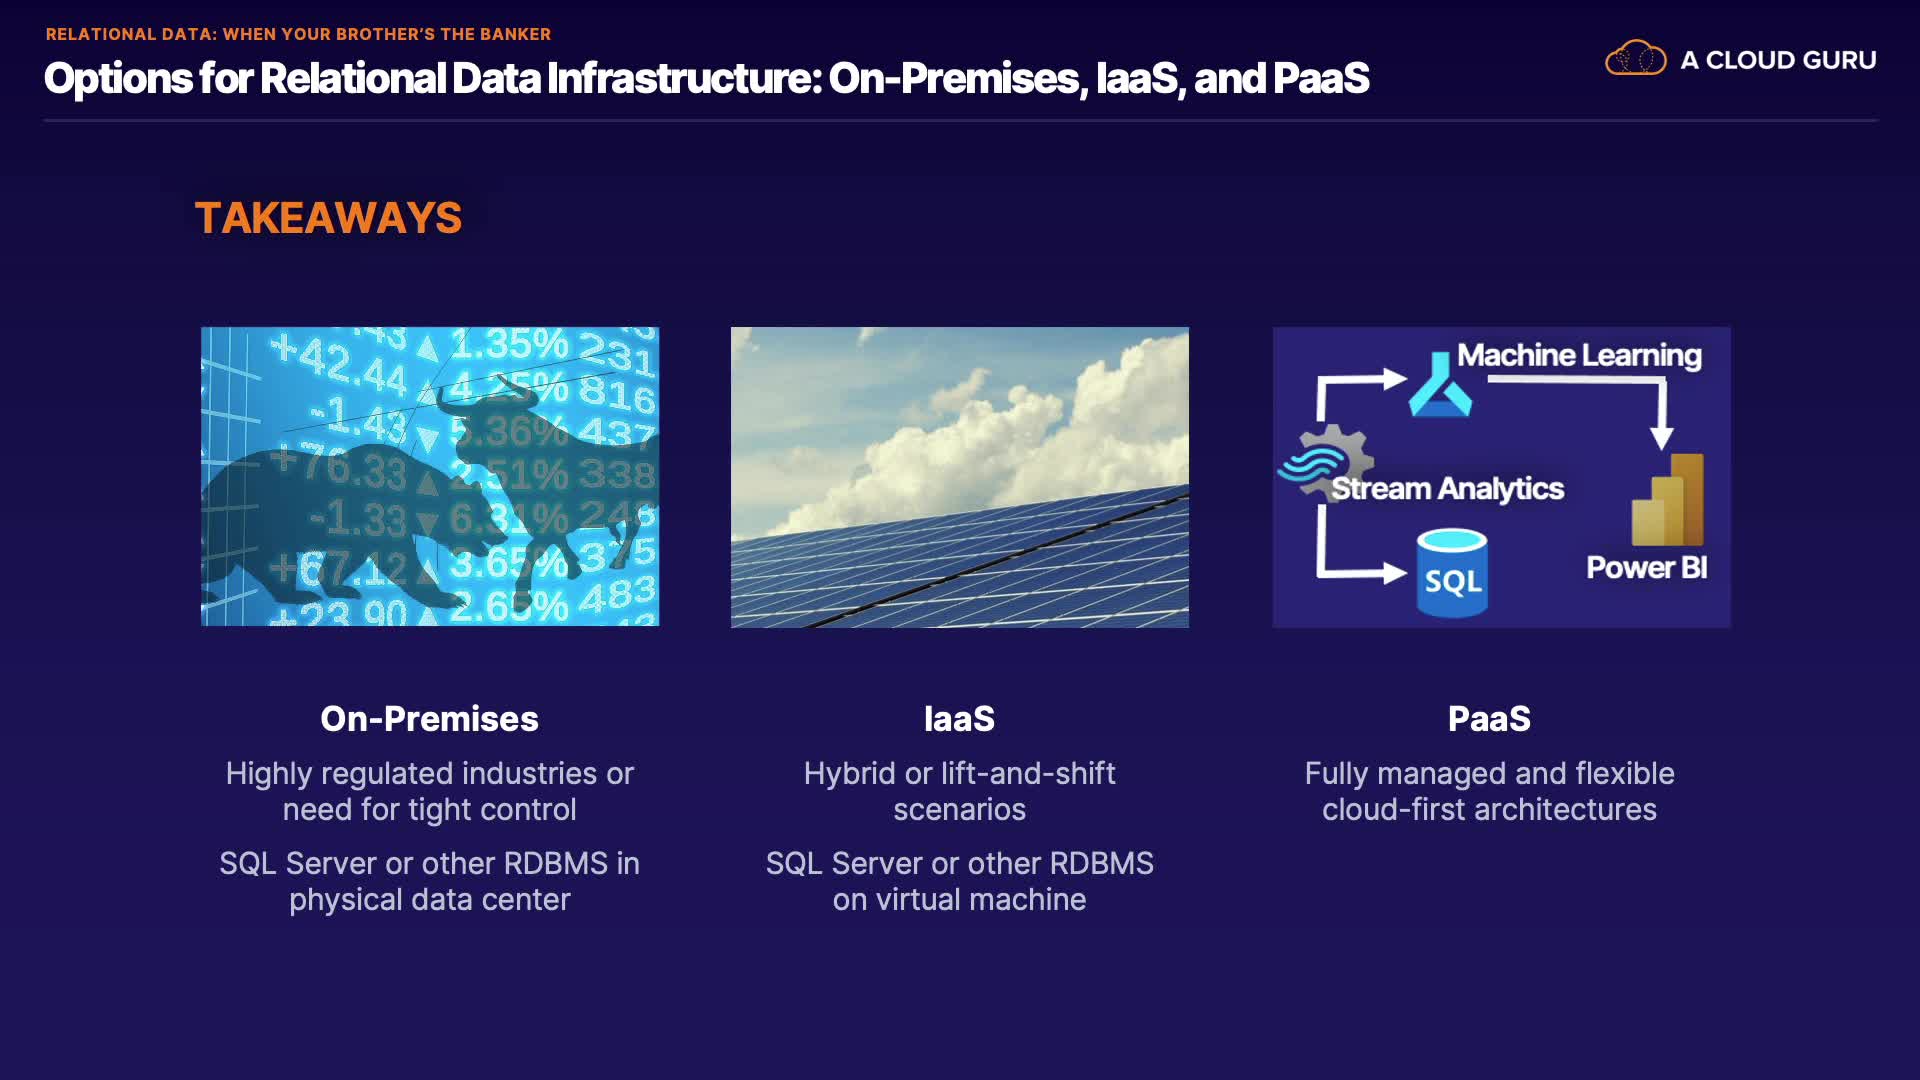 RELATIONAL DATA: WHEN YOUR BROTHER'S THE BANKER
Options for Relational Data Infrastructure: On-Premises, IaaS, and PaaS
A CLOUD GURU
TAKEAWAYS
1.35% 231
+42.44 4.25% 816
-1.43 5.36% 437
+76.33 2.51% 338
-1.33 6.31% 248
+67.12 3.65% 375
+23.90 2.65% 483
Machine Learning
Stream Analytics
SQL
Power BI
On-Premises
Highly regulated industries or
need for tight control
SQL Server or other RDBMS in
physical data center
IaaS
Hybrid or lift-and-shift
scenarios
SQL Server or other RDBMS
on virtual machine
PaaS
Fully managed and flexible
cloud-first architectures